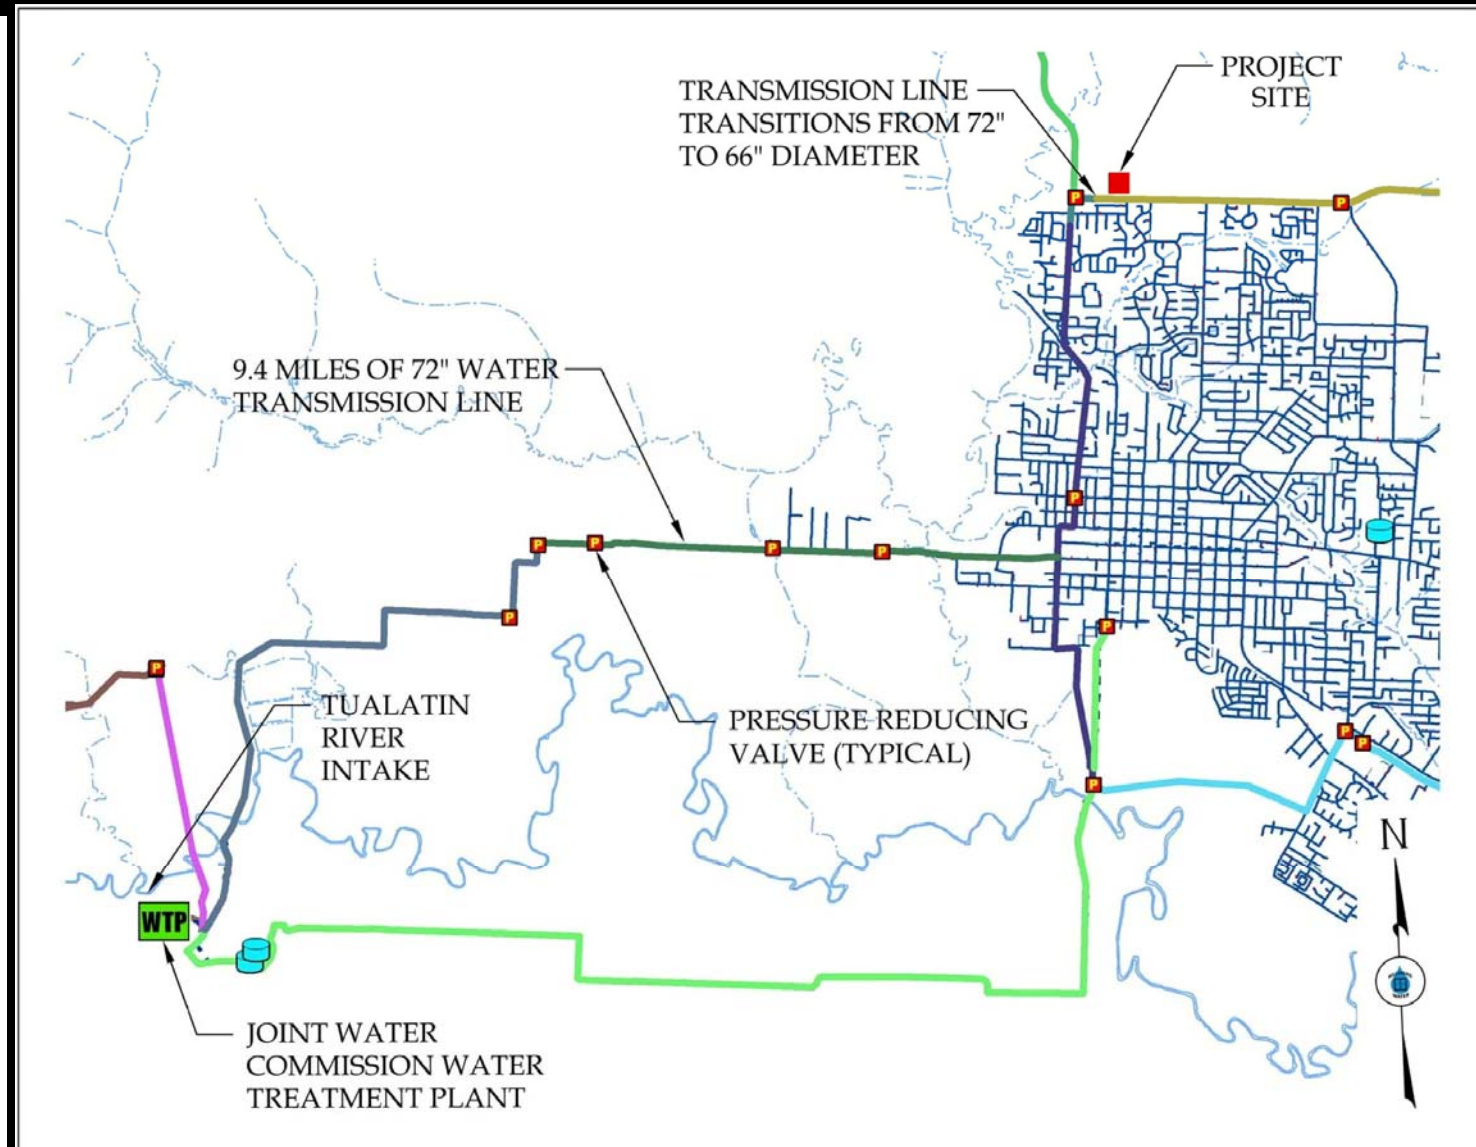 PROJECT
SITE
TRANSMISSION LINE
TRANSITIONS FROM 72"
TO 66" DIAMETER
P
P
9.4 MILES OF 72" WATER
TRANSMISSION LINE
P
P
P
P
P
P
P
P
TUALATIN
RIVER
INTAKE
PRESSURE REDUCING
VALVE (TYPICAL)
P
P
P
N
WTP
JOINT WATER
COMMISSION WATER
TREATMENT PLANT